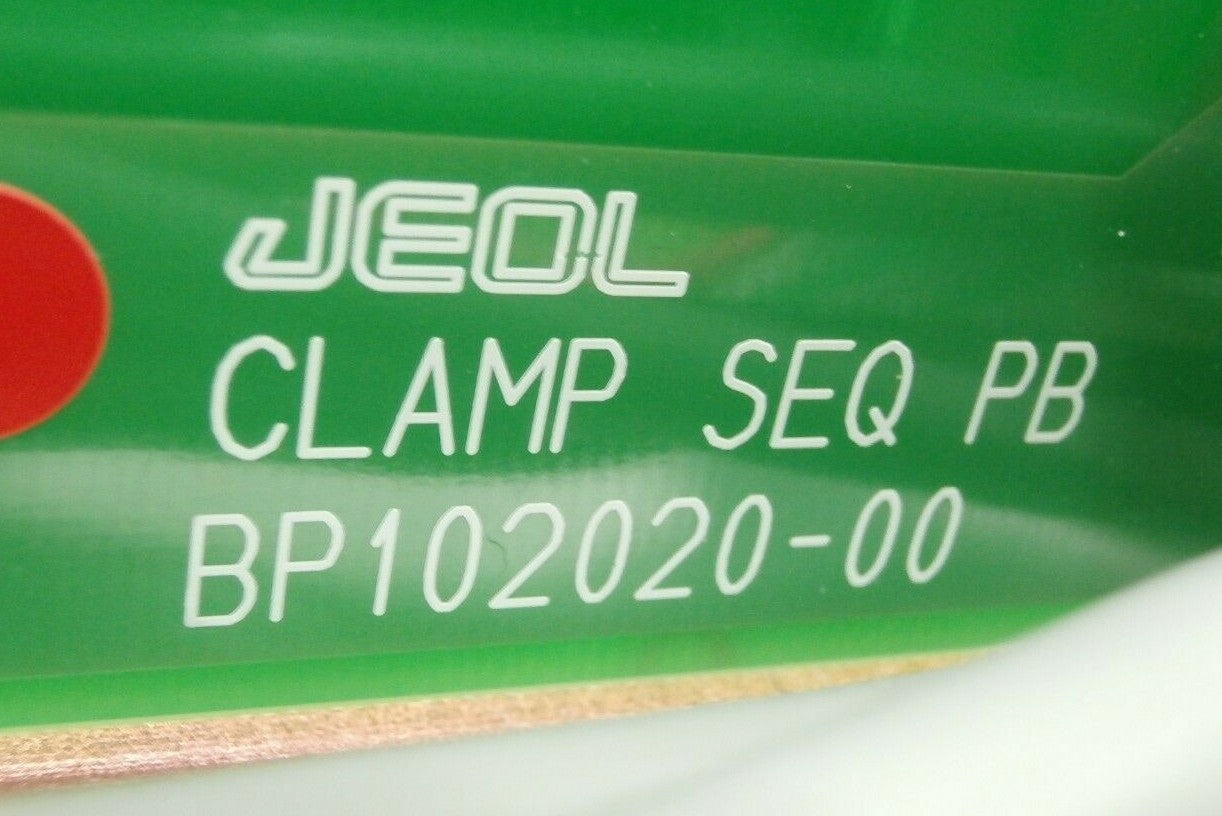 JEOL
CLAMP SEQ PB
BP102020-00